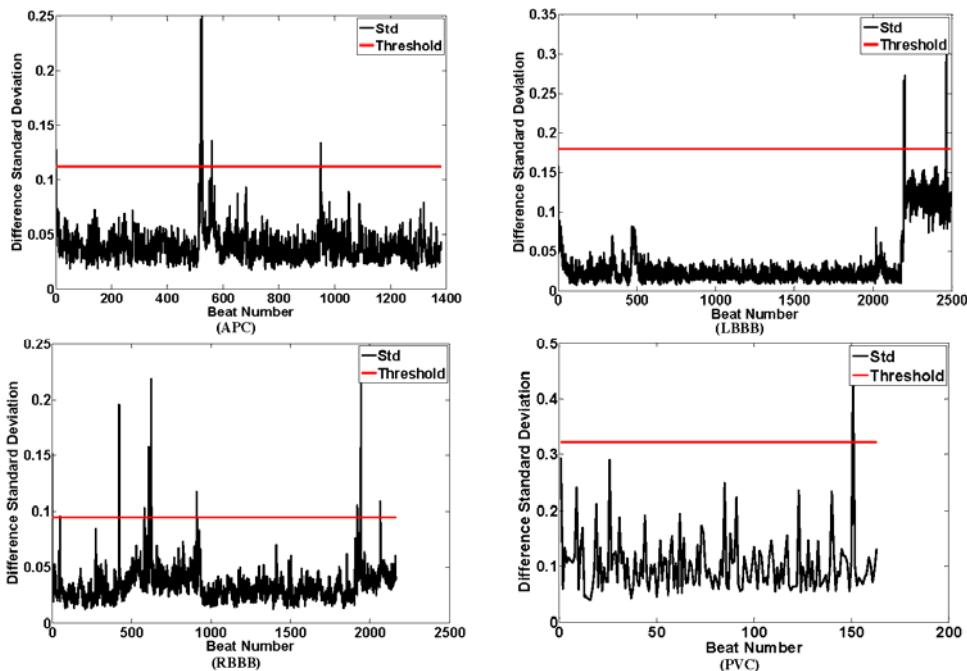 0.25
0.2
0.15
0.1
0.05
0
Difference Standard Deviation
Std
Threshold
0 200 400 600 800 1000 1200 1400
Beat Number
(APC)
0.35
0.3
0.25
0.2
0.15
0.1
0.05
0
Difference Standard Deviation
Std
Threshold
0 500 1000 1500 2000 2500
Beat Number
(LBBB)
0.25
0.2
0.15
0.1
0.05
0
Difference Standard Deviation
Std
Threshold
0 500 1000 1500 2000 2500
Beat Number
(RBBB)
0.5
0.4
0.3
0.2
0.1
0
Difference Standard Deviation
Std
Threshold
0 50 100 150 200
Beat Number
(PVC)